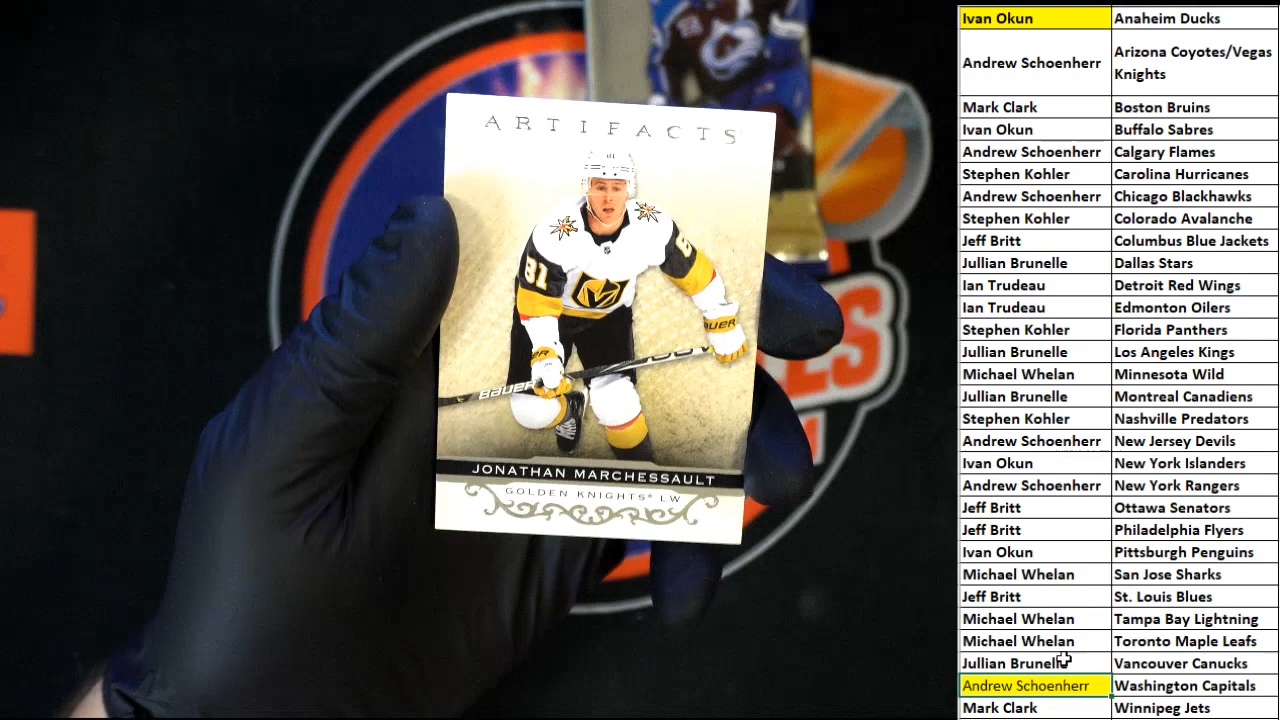 ARTIFACTS
81
81
BAUER
BAUER
BAUER
JONATHAN MARCHESSAULT
GOLDEN KNIGHTS® LW
Ivan Okun Anaheim Ducks
Andrew Schoenherr Arizona Coyotes/Vegas Knights
Mark Clark Boston Bruins
Ivan Okun Buffalo Sabres
Andrew Schoenherr Calgary Flames
Stephen Kohler Carolina Hurricanes
Andrew Schoenherr Chicago Blackhawks
Stephen Kohler Colorado Avalanche
Jeff Britt Columbus Blue Jackets
Jullian Brunelle Dallas Stars
Ian Trudeau Detroit Red Wings
Ian Trudeau Edmonton Oilers
Stephen Kohler Florida Panthers
Jullian Brunelle Los Angeles Kings
Michael Whelan Minnesota Wild
Jullian Brunelle Montreal Canadiens
Stephen Kohler Nashville Predators
Andrew Schoenherr New Jersey Devils
Ivan Okun New York Islanders
Andrew Schoenherr New York Rangers
Jeff Britt Ottawa Senators
Jeff Britt Philadelphia Flyers
Ivan Okun Pittsburgh Penguins
Michael Whelan San Jose Sharks
Jeff Britt St. Louis Blues
Michael Whelan Tampa Bay Lightning
Michael Whelan Toronto Maple Leafs
Jullian Brunelle Vancouver Canucks
Andrew Schoenherr Washington Capitals
Mark Clark Winnipeg Jets